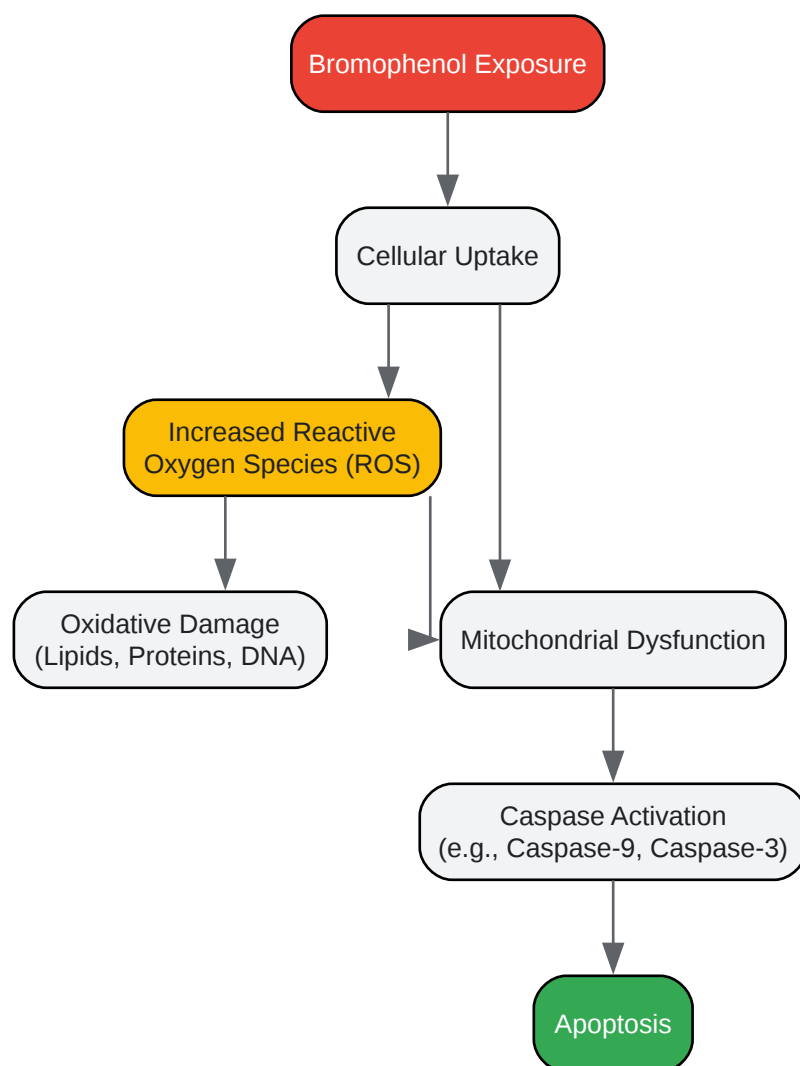 Bromophenol Exposure
Cellular Uptake
Increased Reactive
Oxygen Species (ROS)
Oxidative Damage
(Lipids, Proteins, DNA)
Mitochondrial Dysfunction
Caspase Activation
(e.g., Caspase-9, Caspase-3)
Apoptosis